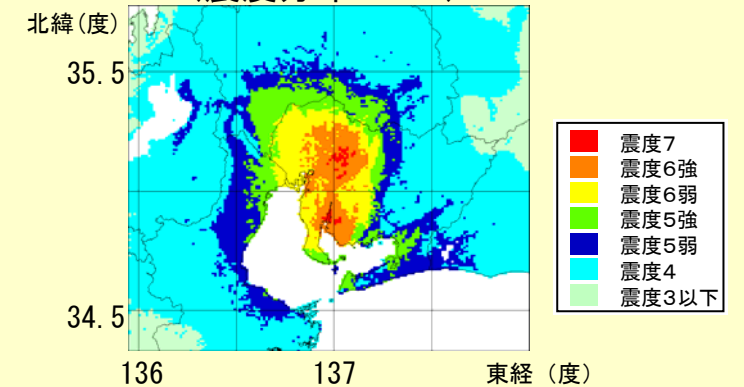 北緯(度)
35.5
34.5
136
137
東経（度）
震度7
震度6強
震度6弱
震度5強
震度5弱
震度4
震度3以下